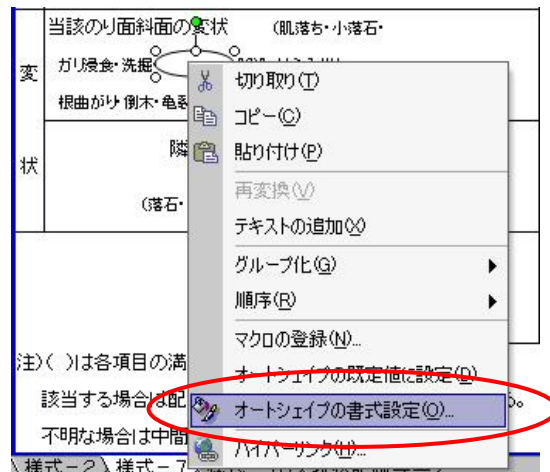 当該のり面斜面の変状 (肌落ち・小落石・
ガリ浸食・洗掘
根曲がり・倒木・亀裂
変
状
隣
(落石・
切り取り(T)
コピー(C)
貼り付け(P)
再変換(V)
テキストの追加(X)
グループ化(G)
順序(R)
マクロの登録(N)...
オートシェイプの既定値に設定(D)
オートシェイプの書式設定(O)...
ハイパーリンク(H)...
注)( )は各項目の満
該当する場合は配
る。
不明な場合は中間
様式-2 様式-7